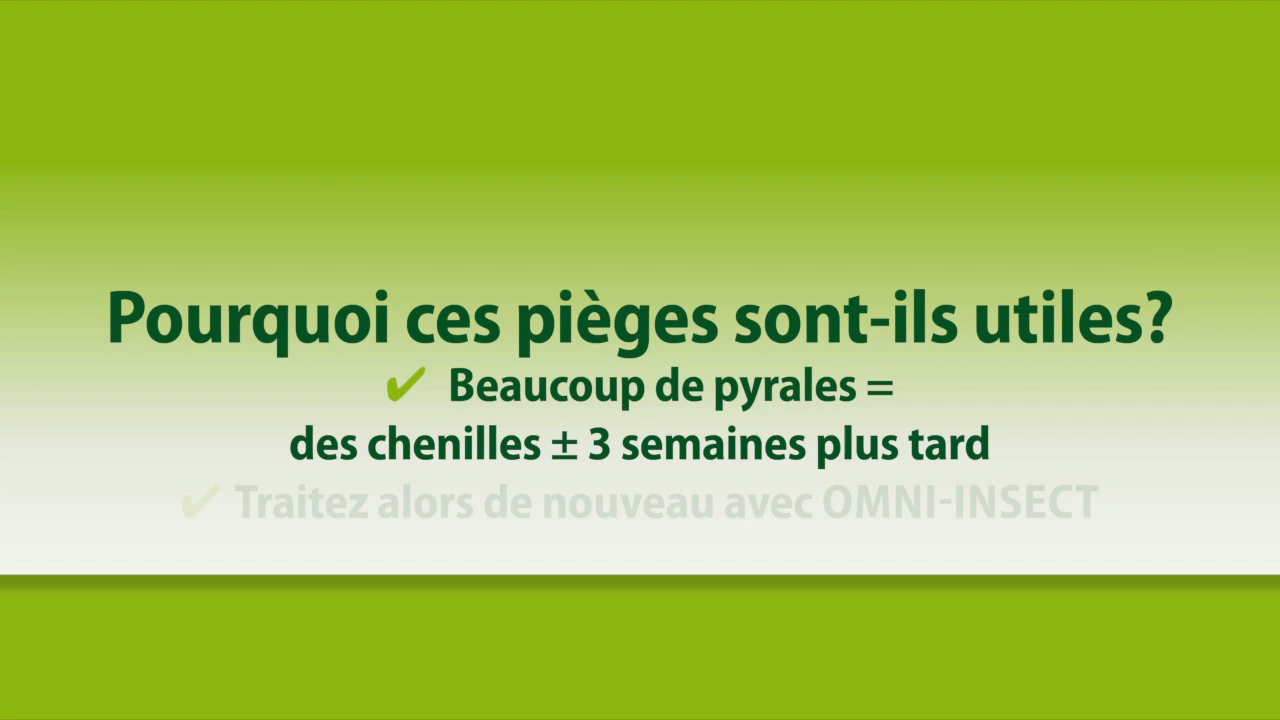 Pourquoi ces pièges sont-ils utiles?
✔ Beaucoup de pyrales =
des chenilles ± 3 semaines plus tard
✔ Traitez alors de nouveau avec OMNI-INSECT